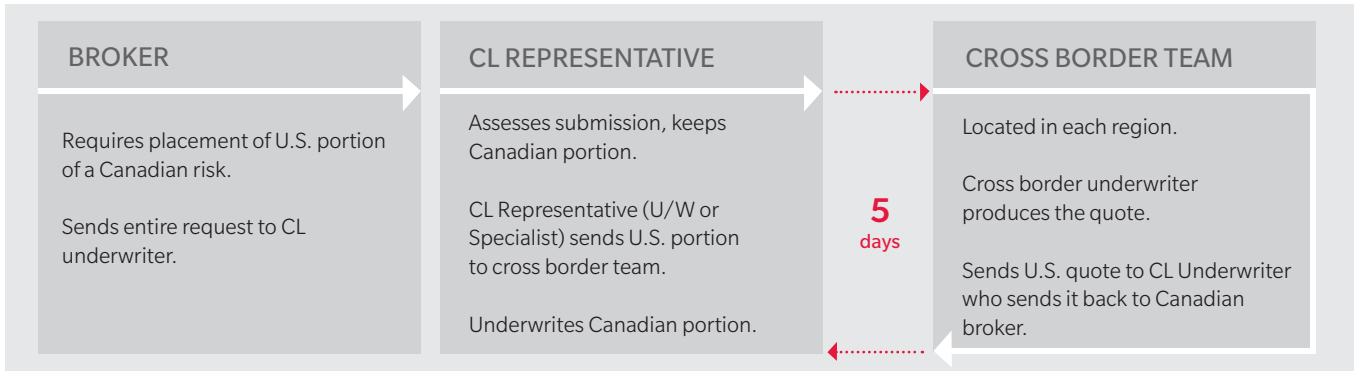 BROKER
Requires placement of U.S. portion
of a Canadian risk.
Sends entire request to CL
underwriter.
CL REPRESENTATIVE
Assesses submission, keeps
Canadian portion.
CL Representative (U/W or
Specialist) sends U.S. portion
to cross border team.
Underwrites Canadian portion.
5
days
CROSS BORDER TEAM
Located in each region.
Cross border underwriter
produces the quote.
Sends U.S. quote to CL Underwriter
who sends it back to Canadian
broker.